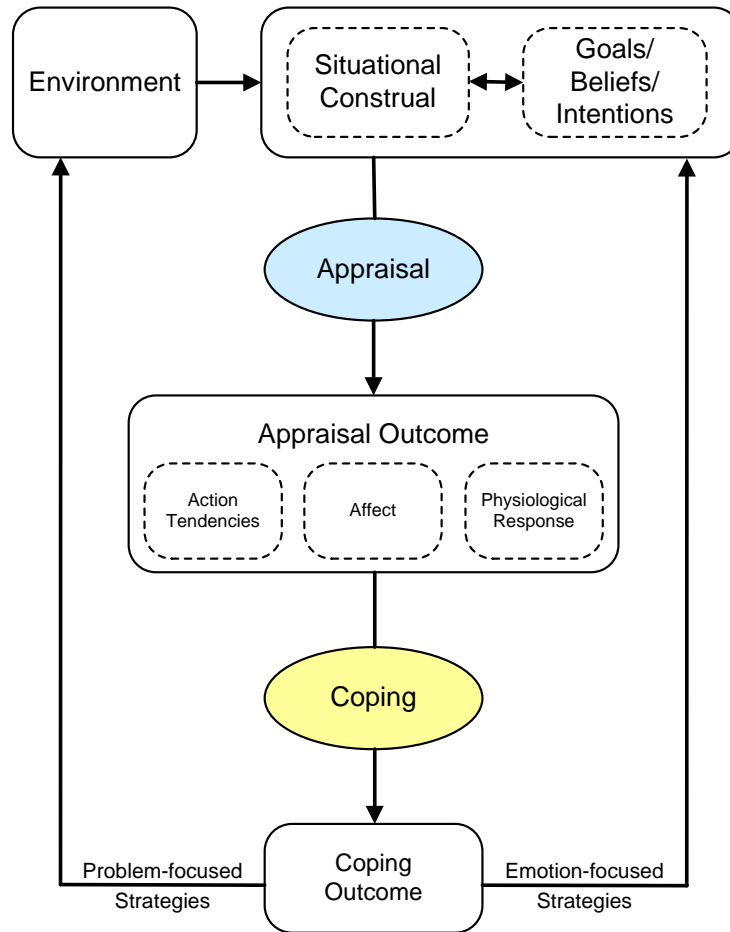 Environment
Situational
Construal
Goals/
Beliefs/
Intentions
Appraisal
Appraisal Outcome
Action
Tendencies
Affect
Physiological
Response
Coping
Problem-focused
Strategies
Coping
Outcome
Emotion-focused
Strategies